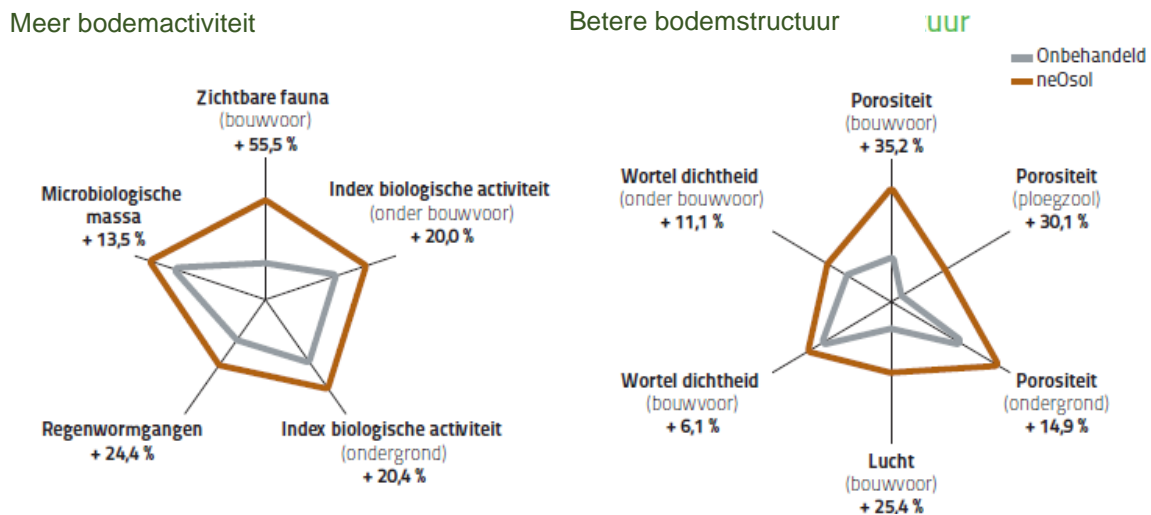 Meer bodemactiviteit
Zichtbare fauna
(bouwvoor)
+ 55,5 %
Index biologische activiteit
(onder bouwvoor)
+ 20,0 %
Index biologische activiteit
(ondergrond)
+ 20,4 %
Regenwormgangen
+ 24,4 %
Microbiologische
massa
+ 13,5 %
Betere bodemstructuur
uur
Onbehandeld
neOsol
Porositeit
(bouwvoor)
+ 35,2 %
Porositeit
(ploegzool)
+ 30,1 %
Porositeit
(ondergrond)
+ 14,9 %
Lucht
(bouwvoor)
+ 25,4 %
Wortel dichtheid
(bouwvoor)
+ 6,1 %
Wortel dichtheid
(onder bouwvoor)
+ 11,1 %